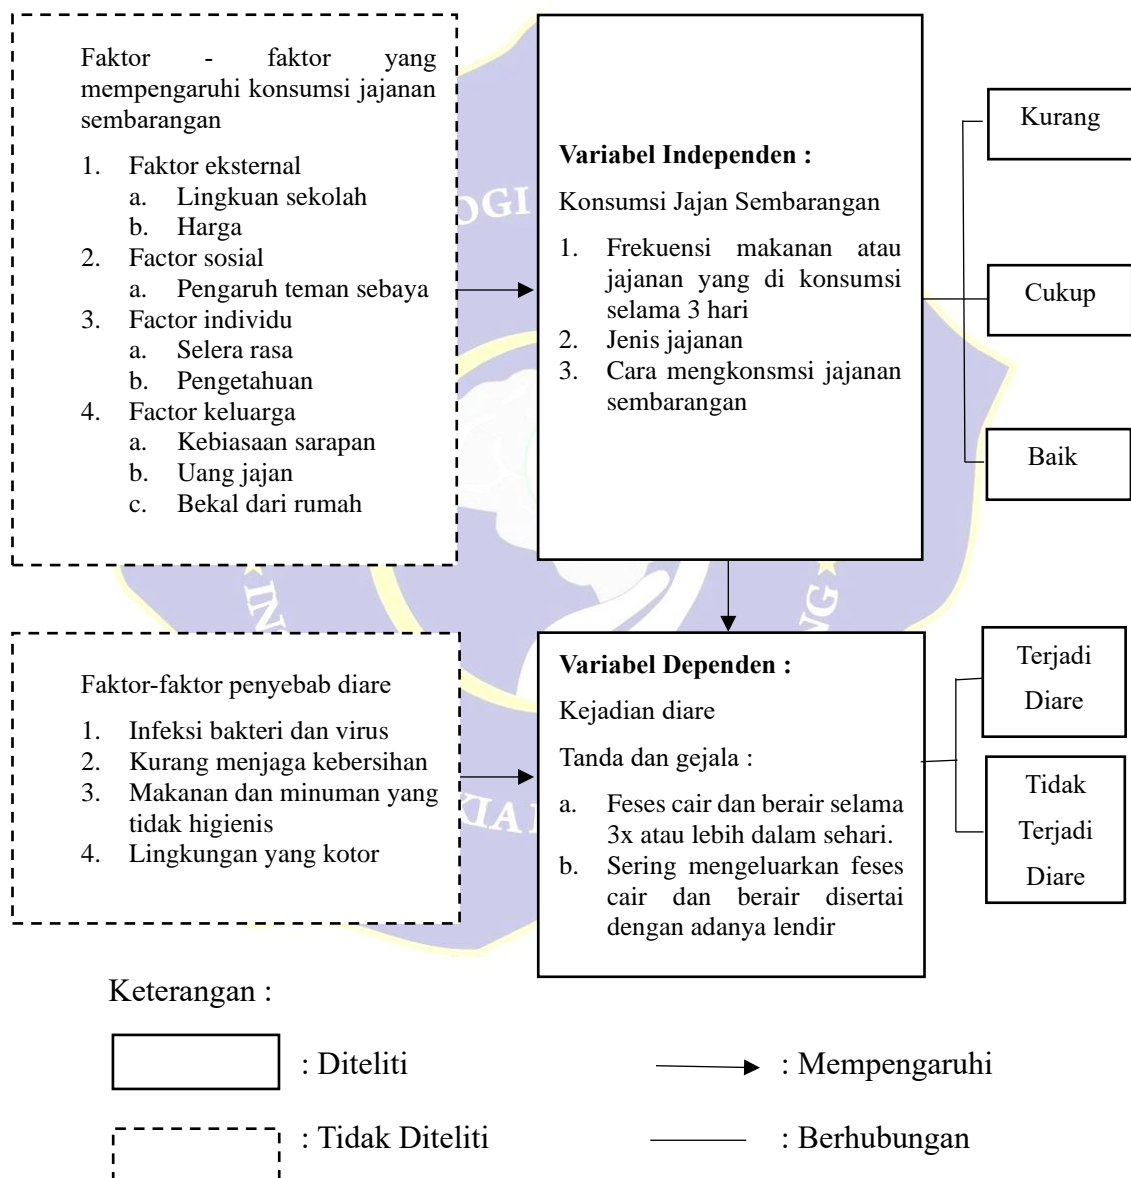 Faktor - faktor yang
mempengaruhi konsumsi jajanan
sembarangan
1. Faktor eksternal
a. Lingkuan sekolah
b. Harga
2. Factor sosial
a. Pengaruh teman sebaya
3. Factor individu
a. Selera rasa
b. Pengetahuan
4. Factor keluarga
a. Kebiasaan sarapan
b. Uang jajan
c. Bekal dari rumah
Variabel Independen :
Konsumsi Jajan Sembarangan
1. Frekuensi makanan atau
jajanan yang di konsumsi
selama 3 hari
2. Jenis jajanan
3. Cara mengkonsmsi jajanan
sembarangan
Kurang
Cukup
Baik
Faktor-faktor penyebab diare
1. Infeksi bakteri dan virus
2. Kurang menjaga kebersihan
3. Makanan dan minuman yang
tidak higienis
4. Lingkungan yang kotor
Variabel Dependen :
Kejadian diare
Tanda dan gejala :
a. Feses cair dan berair selama
3x atau lebih dalam sehari.
b. Sering mengeluarkan feses
cair dan berair disertai
dengan adanya lendir
Terjadi
Diare
Tidak
Terjadi
Diare
Keterangan :
: Diteliti
: Mempengaruhi
: Tidak Diteliti
: Berhubungan